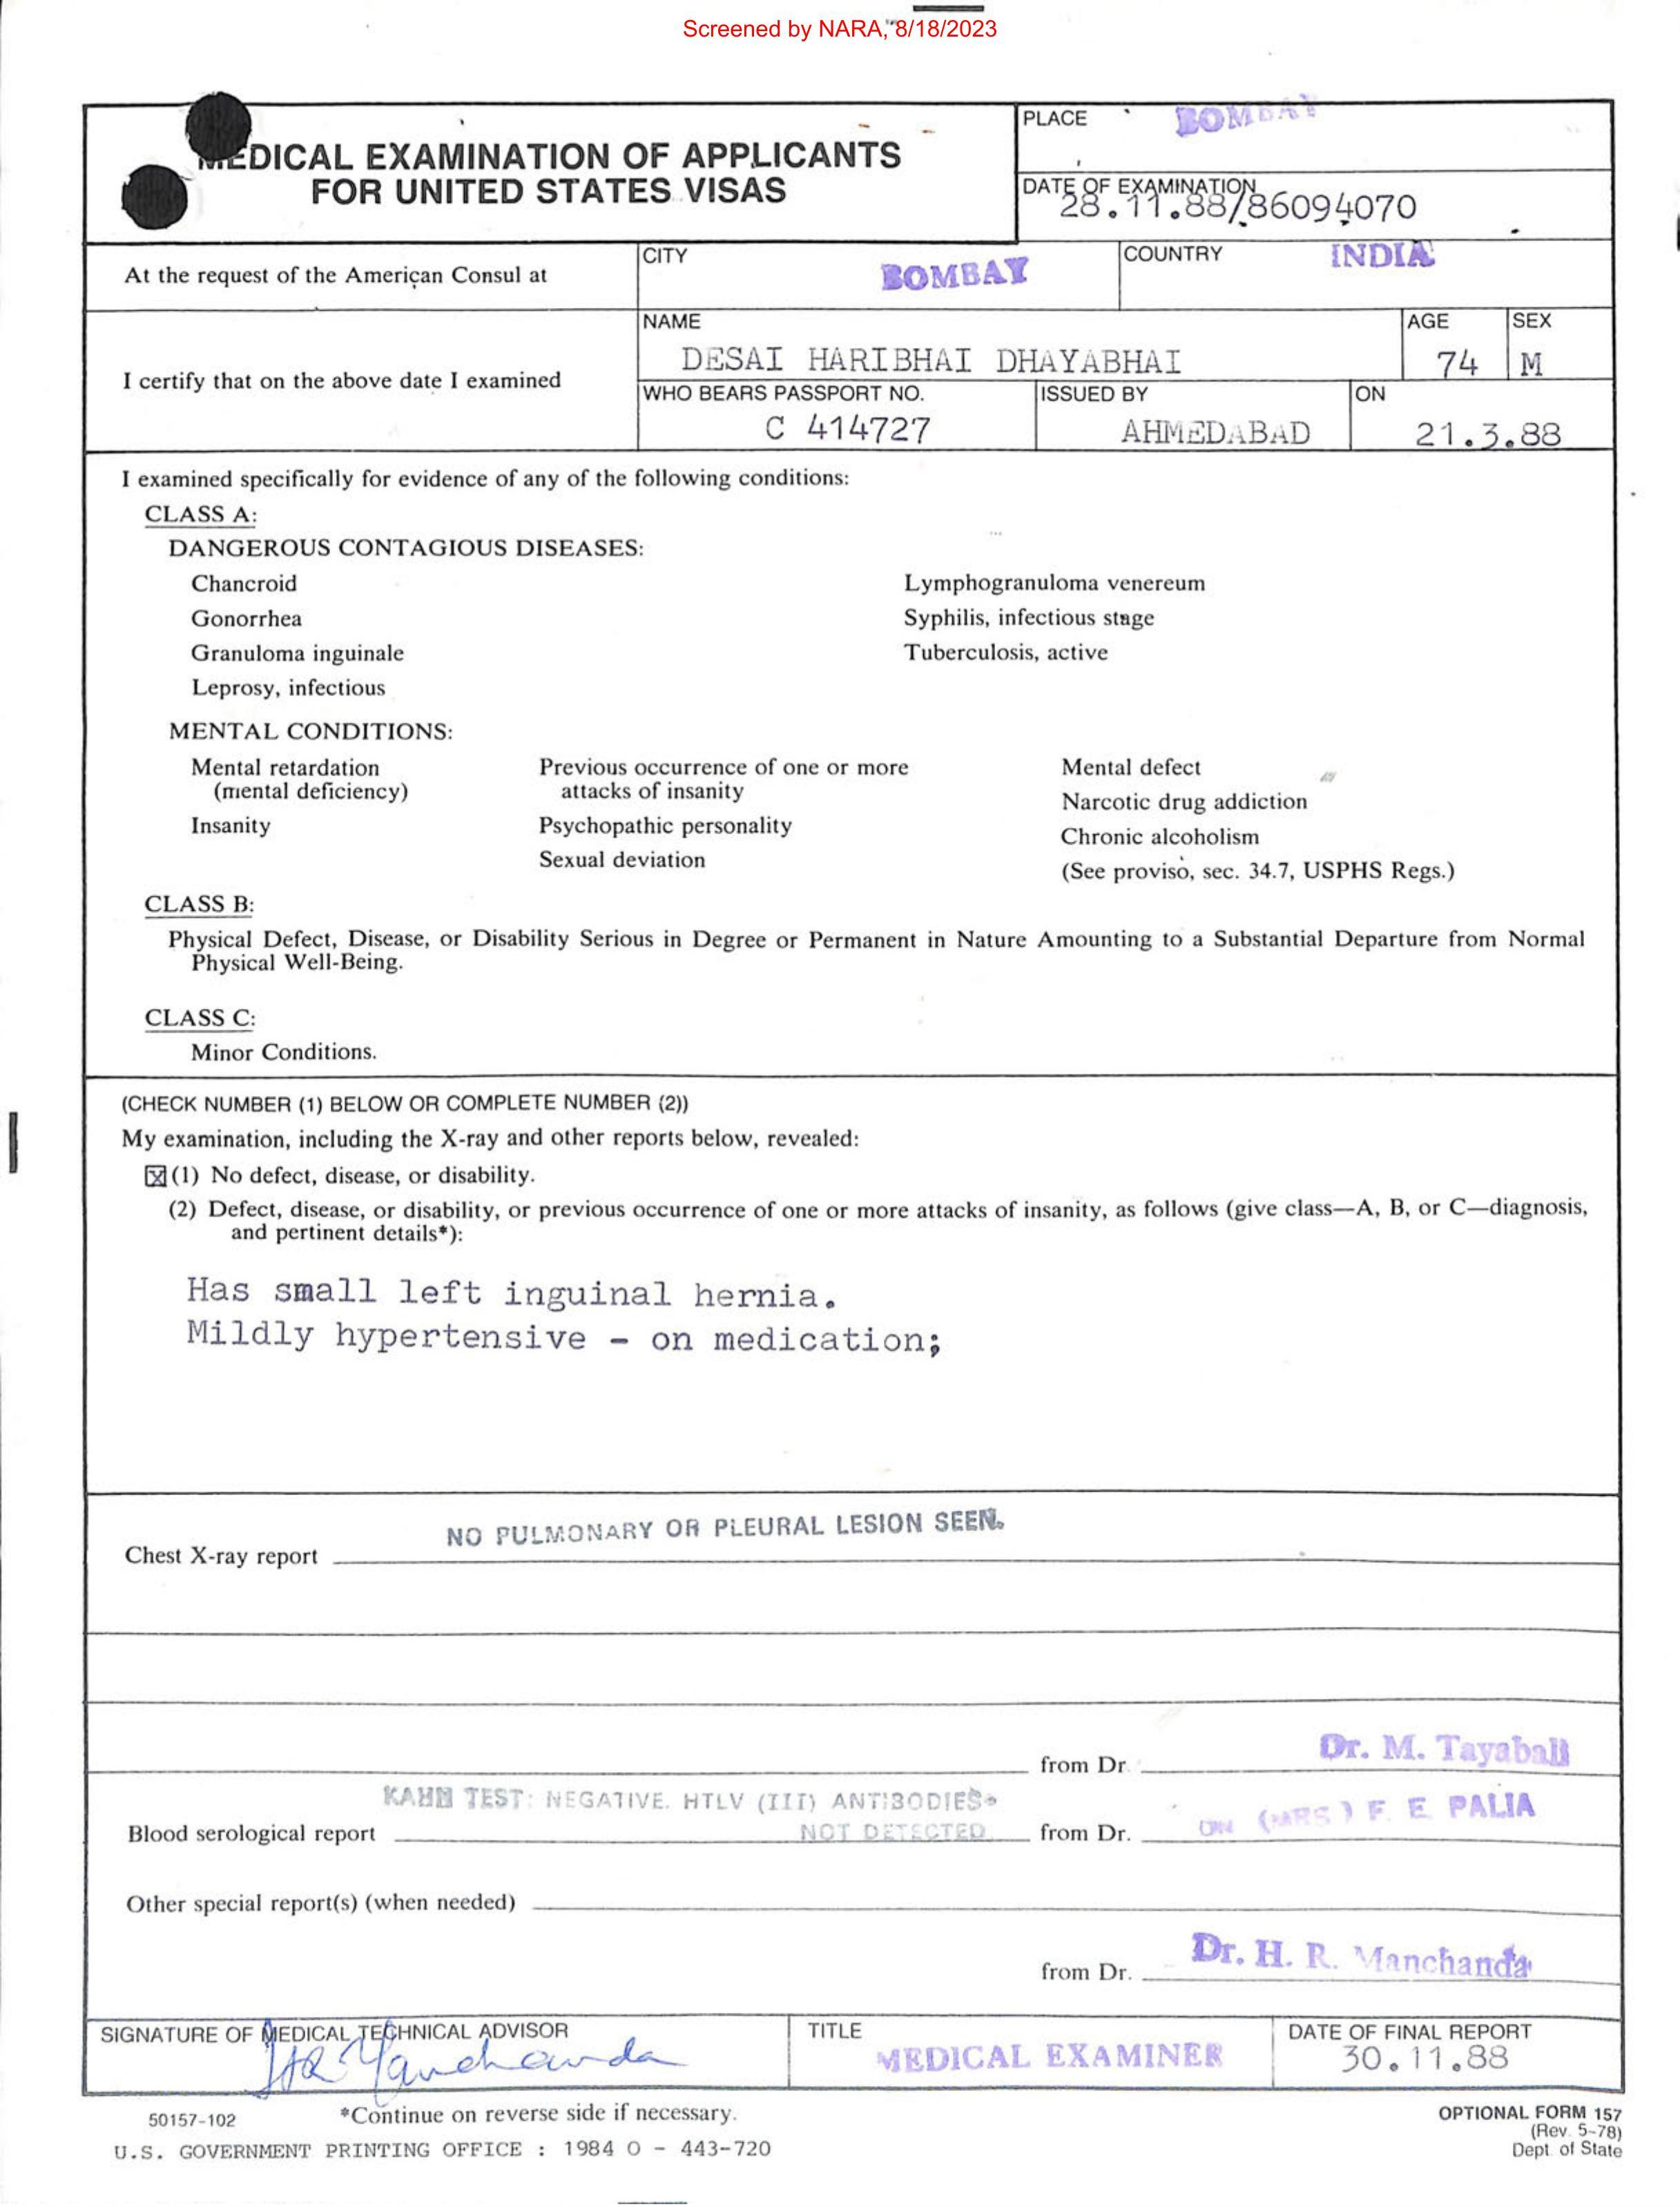 Screened by NARA, 8/18/2023
MEDICAL EXAMINATION OF APPLICANTS
FOR UNITED STATES VISAS
PLACE
BOMBAY
DATE OF EXAMINATION
28.11.88/86094070
At the request of the American Consul at
CITY
BOMBAY
COUNTRY
INDIA
I certify that on the above date I examined
NAME
DESAI HARIBHAI DHAYABHAI
AGE
74
SEX
M
WHO BEARS PASSPORT NO.
C 414727
ISSUED BY
AHMEDABAD
ON
21.3.88
I examined specifically for evidence of any of the following conditions:
CLASS A:
DANGEROUS CONTAGIOUS DISEASES:
Chancroid
Gonorrhea
Granuloma inguinale
Leprosy, infectious
Lymphogranuloma venereum
Syphilis, infectious stage
Tuberculosis, active
MENTAL CONDITIONS:
Mental retardation
(mental deficiency)
Insanity
Previous occurrence of one or more
attacks of insanity
Psychopathic personality
Sexual deviation
Mental defect
Narcotic drug addiction
Chronic alcoholism
(See proviso, sec. 34.7, USPHS Regs.)
CLASS B:
Physical Defect, Disease, or Disability Serious in Degree or Permanent in Nature Amounting to a Substantial Departure from Normal
Physical Well-Being.
CLASS C:
Minor Conditions.
(CHECK NUMBER (1) BELOW OR COMPLETE NUMBER (2))
My examination, including the X-ray and other reports below, revealed:
☒ (1) No defect, disease, or disability.
(2) Defect, disease, or disability, or previous occurrence of one or more attacks of insanity, as follows (give class—A, B, or C—diagnosis,
and pertinent details*):
Has small left inguinal hernia.
Mildly hypertensive - on medication;
NO PULMONARY OR PLEURAL LESION SEEN.
Chest X-ray report
from Dr.
Dr. M. Tayabali
KAHN TEST: NEGATIVE. HTLV (III) ANTIBODIES
NOT DETECTED
Blood serological report
from Dr.
(MRS) F. E. PALIA
Other special report(s) (when needed)
from Dr.
Dr. H. R. Manchanda
SIGNATURE OF MEDICAL TECHNICAL ADVISOR
HR Manchanda
TITLE
MEDICAL EXAMINER
DATE OF FINAL REPORT
30.11.88
50157-102
*Continue on reverse side if necessary.
OPTIONAL FORM 157
(Rev. 5-78)
Dept. of State
U.S. GOVERNMENT PRINTING OFFICE : 1984 O - 443-720